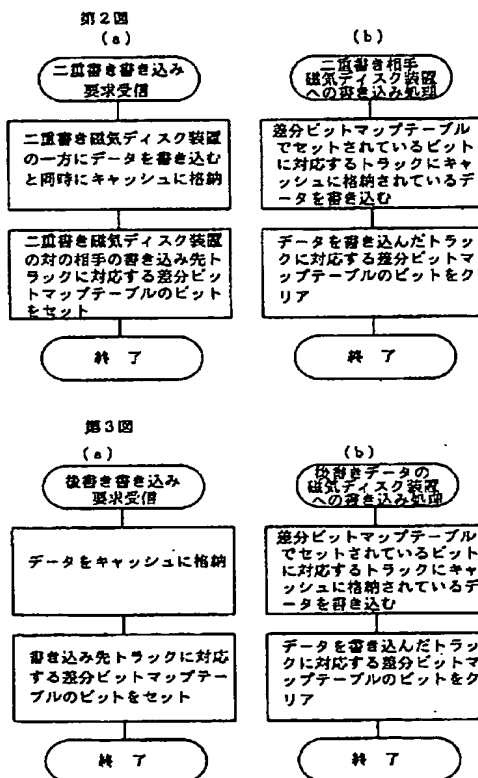 第2図
(a)
二重書き書き込み
要求受信
二重書き磁気ディスク装置
の一方にデータを書き込む
と同時にキャッシュに格納
二重書き磁気ディスク装置
の対の相手の書き込み先ト
ラックに対応する差分ビッ
トマップテーブルのビット
をセット
終了
(b)
二重書き相手
磁気ディスク装置
への書き込み処理
差分ビットマップテーブル
でセットされているビット
に対応するトラックにキャ
ッシュに格納されているデ
ータを書き込む
データを書き込んだトラッ
クに対応する差分ビットマ
ップテーブルのビットをク
リア
終了
第3図
(a)
後書き書き込み
要求受信
データをキャッシュに格納
書き込み先トラックに対応
する差分ビットマップテー
ブルのビットをセット
終了
(b)
後書きデータの
磁気ディスク装置
への書き込み処理
差分ビットマップテーブル
でセットされているビット
に対応するトラックにキャ
ッシュに格納されているデ
ータを書き込む
データを書き込んだトラッ
クに対応する差分ビットマ
ップテーブルのビットをク
リア
終了